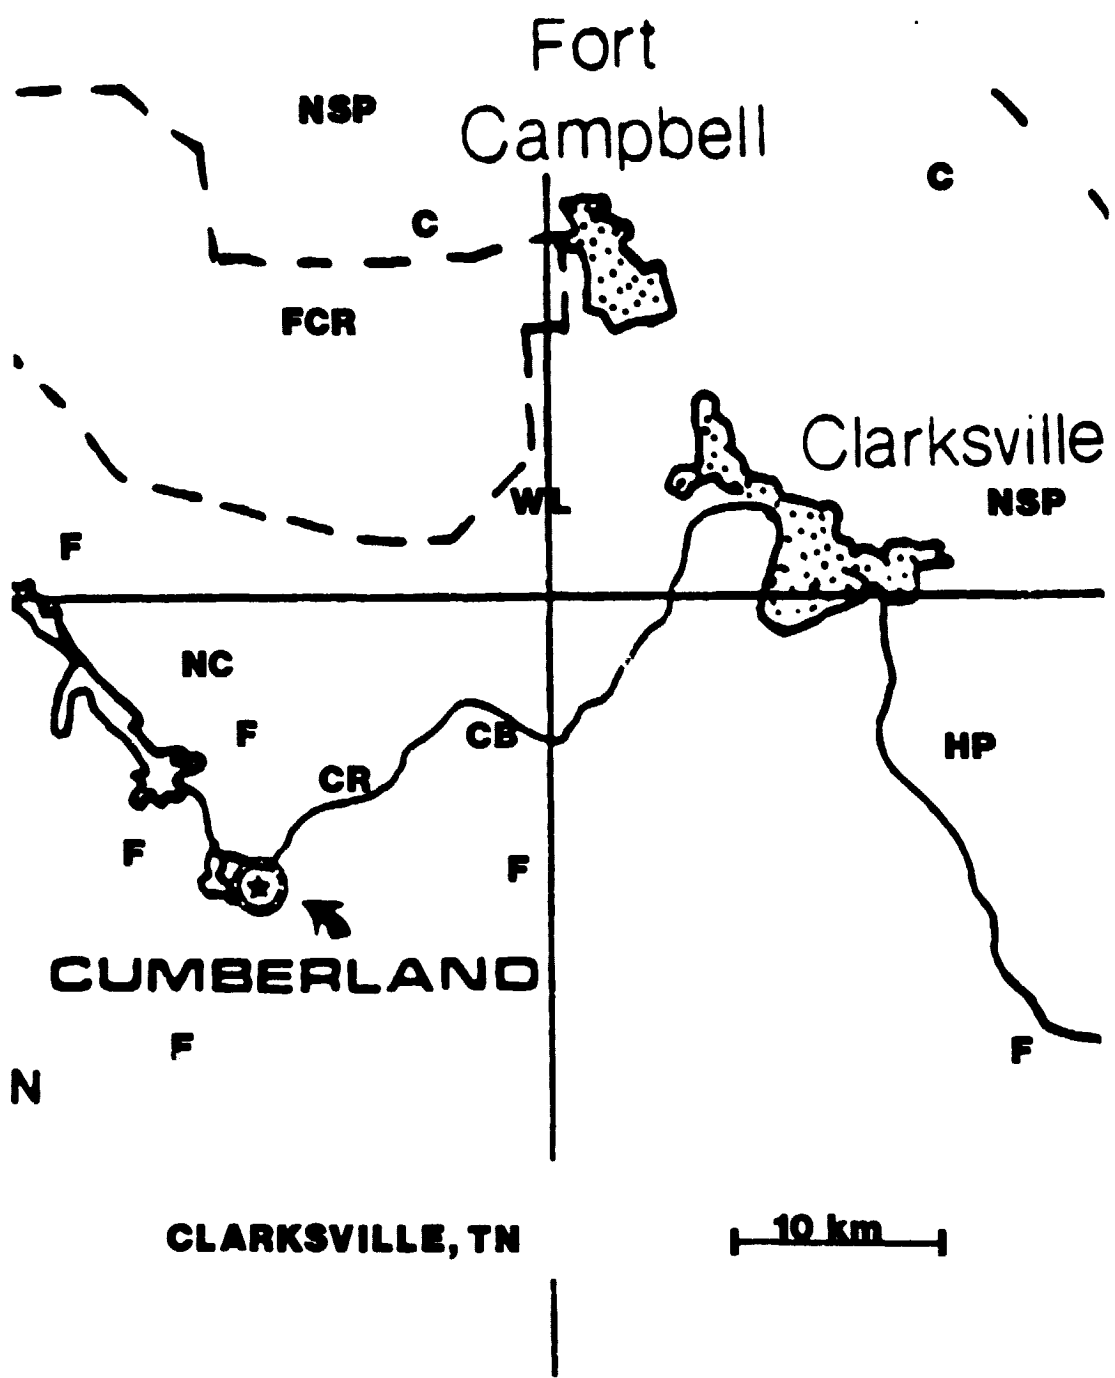 Fort
Campbell
NSP
C
C
FCR
Clarksville
NSP
WL
F
NC
F
CB
HP
CR
F
F
CUMBERLAND
F
F
N
CLARKSVILLE, TN
10 km